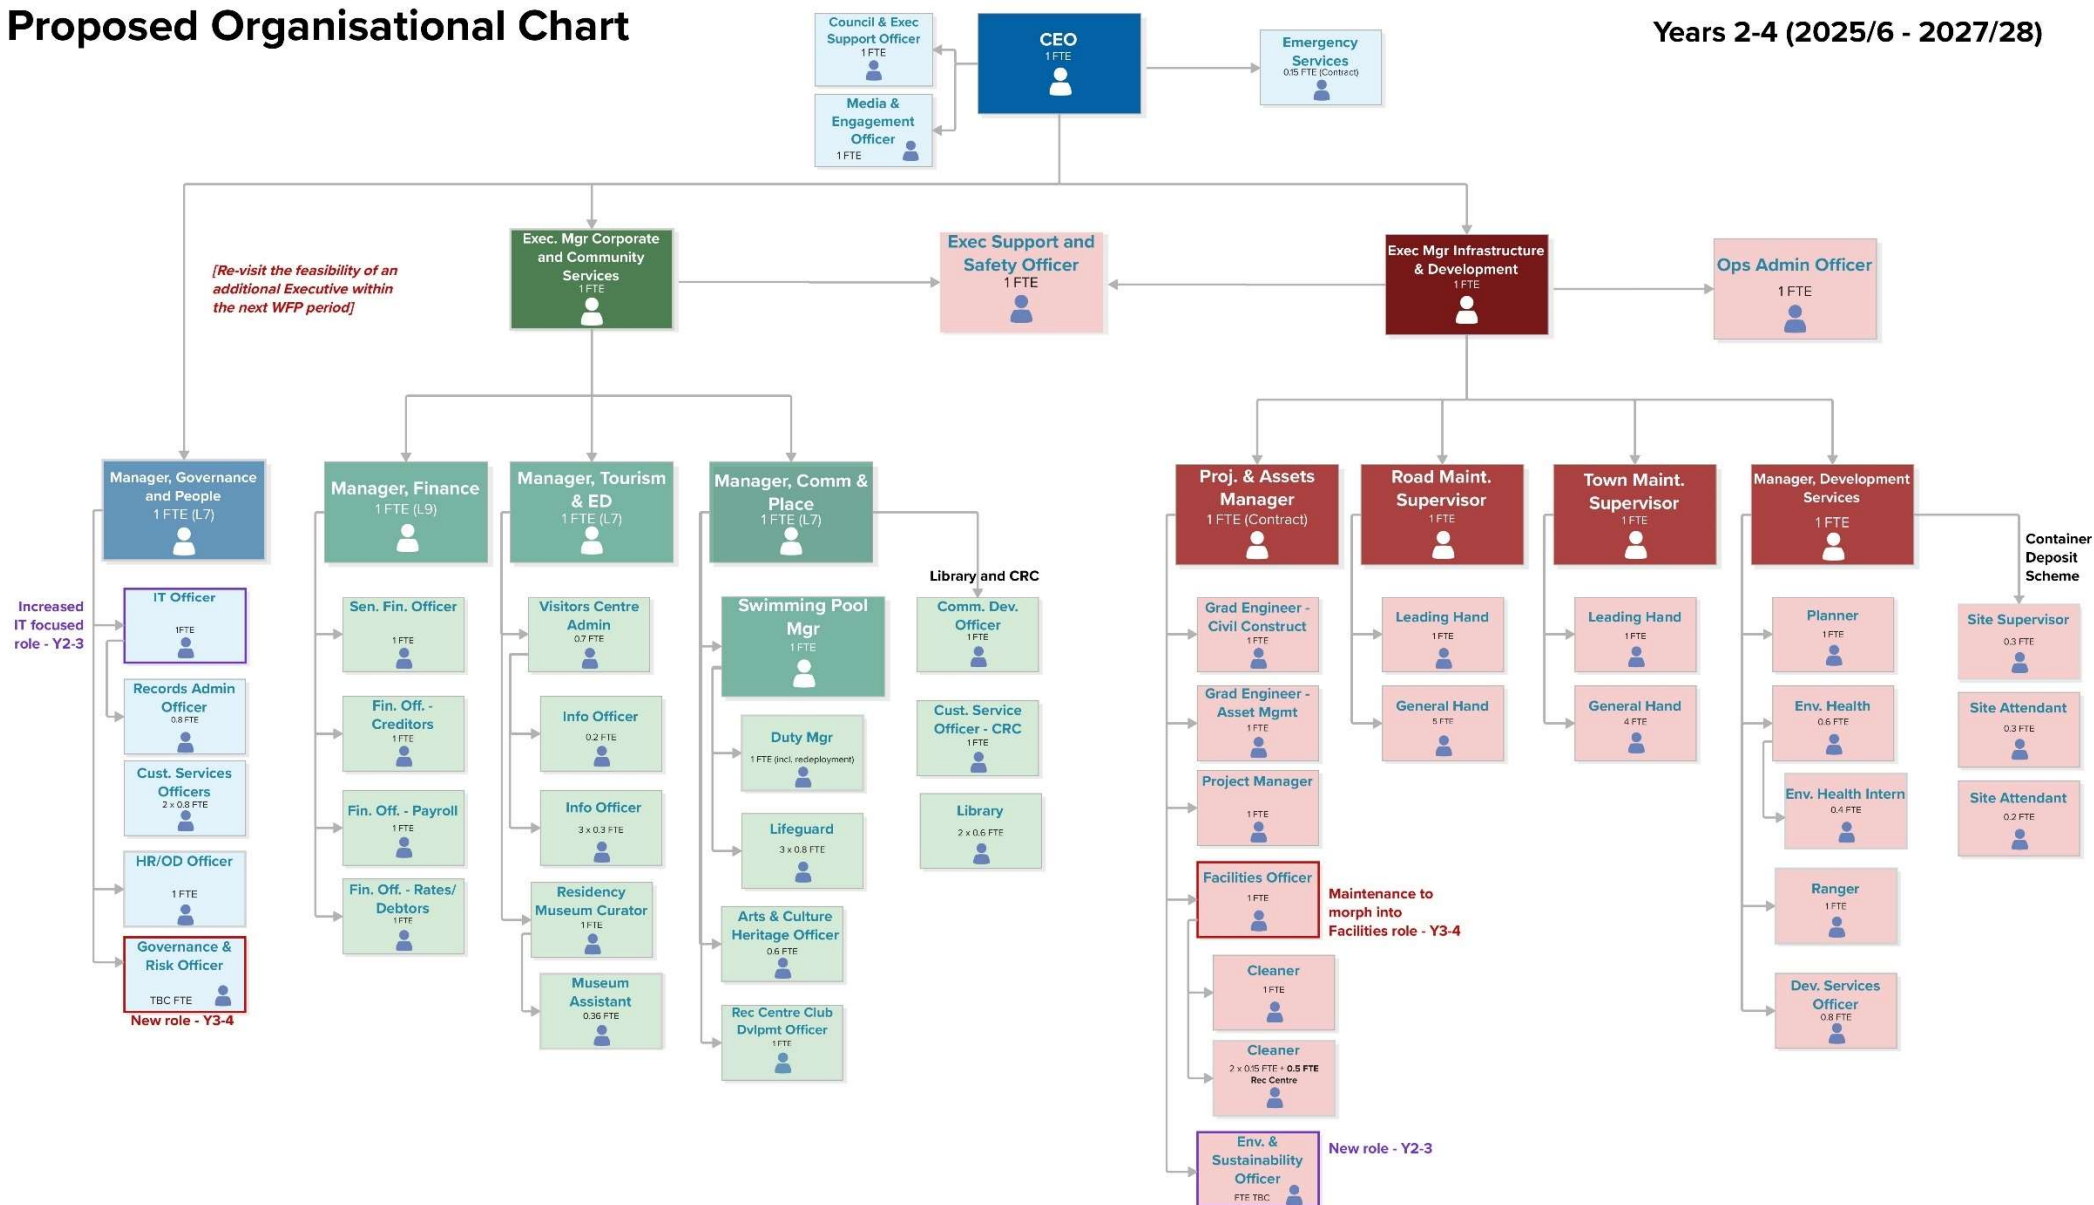 Proposed Organisational Chart
Years 2-4 (2025/6 - 2027/28)
Council & Exec
Support Officer
1 FTE
Media &
Engagement
Officer
1 FTE
CEO
1 FTE
Emergency
Services
0.15 FTE (Contract)
[Re-visit the feasibility of an
additional Executive within
the next WFP period]
Exec. Mgr Corporate
and Community
Services
1 FTE
Exec Support and
Safety Officer
1 FTE
Exec Mgr Infrastructure
& Development
1 FTE
Ops Admin Officer
1 FTE
Manager, Governance
and People
1 FTE (L7)
Increased
IT focused
role - Y2-3
IT Officer
1FTE
Records Admin
Officer
0.8 FTE
Cust. Services
Officers
2 x 0.8 FTE
HR/OD Officer
1 FTE
Governance &
Risk Officer
TBC FTE
New role - Y3-4
Manager, Finance
1 FTE (L9)
Sen. Fin. Officer
1 FTE
Fin. Off. -
Creditors
1 FTE
Fin. Off. - Payroll
1 FTE
Fin. Off. - Rates/
Debtors
1 FTE
Manager, Tourism
& ED
1 FTE (L7)
Visitors Centre
Admin
0.7 FTE
Info Officer
0.2 FTE
Info Officer
3 x 0.3 FTE
Residency
Museum Curator
1 FTE
Museum
Assistant
0.36 FTE
Manager, Comm &
Place
1 FTE (L7)
Swimming Pool
Mgr
1 FTE
Duty Mgr
1 FTE (incl. redeployment)
Lifeguard
3 x 0.8 FTE
Arts & Culture
Heritage Officer
0.6 FTE
Rec Centre Club
Dvlpmt Officer
1 FTE
Library and CRC
Comm. Dev.
Officer
1 FTE
Cust. Service
Officer - CRC
1 FTE
Library
2 x 0.6 FTE
Proj. & Assets
Manager
1 FTE (Contract)
Grad Engineer -
Civil Construct
1 FTE
Grad Engineer -
Asset Mgmt
1 FTE
Project Manager
1 FTE
Facilities Officer
1 FTE
Maintenance to
morph into
Facilities role - Y3-4
Cleaner
1 FTE
Cleaner
2 x 0.15 FTE + 0.5 FTE
Rec Centre
Env. &
Sustainability
Officer
FTE TBC
New role - Y2-3
Road Maint.
Supervisor
1 FTE
Leading Hand
1 FTE
General Hand
5 FTE
Town Maint.
Supervisor
1 FTE
Leading Hand
1 FTE
General Hand
4 FTE
Manager, Development
Services
1 FTE
Planner
1 FTE
Env. Health
0.6 FTE
Env. Health Intern
0.4 FTE
Ranger
1 FTE
Dev. Services
Officer
0.8 FTE
Container
Deposit
Scheme
Site Supervisor
0.3 FTE
Site Attendant
0.3 FTE
Site Attendant
0.2 FTE